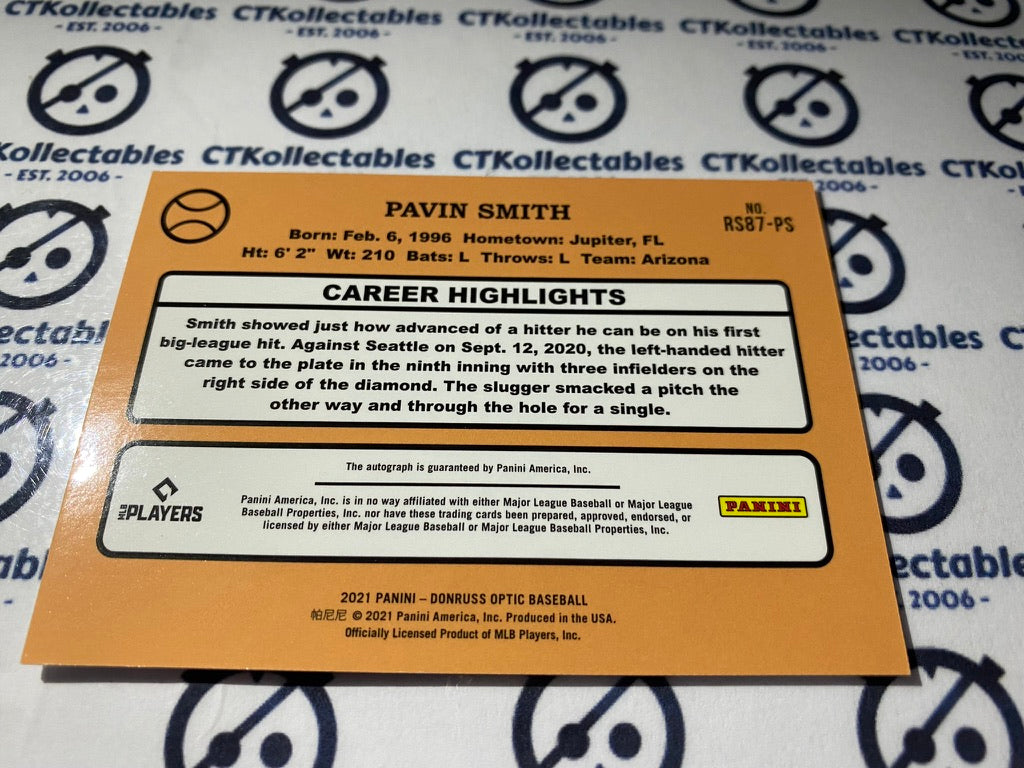 CTKollectables CTKollectables CTKollectables
- EST. 2006 - - EST. 2006 - - EST. 2006 - - EST. 2006 - - EST.
Kollectables CTKollectables CTKollectables CTKollectables CTKo
- EST. 2006 -
PAVIN SMITH
NO.
RS87-PS
Born: Feb. 6, 1996 Hometown: Jupiter, FL
Ht: 6' 2" Wt: 210 Bats: L Throws: L Team: Arizona
CAREER HIGHLIGHTS
Smith showed just how advanced of a hitter he can be on his first
big-league hit. Against Seattle on Sept. 12, 2020, the left-handed hitter
came to the plate in the ninth inning with three infielders on the
right side of the diamond. The slugger smacked a pitch the
other way and through the hole for a single.
The autograph is guaranteed by Panini America, Inc.
Panini America, Inc. is in no way affiliated with either Major League Baseball or Major League
Baseball Properties, Inc. nor have these trading cards been prepared, approved, endorsed, or
licensed by either Major League Baseball or Major League Baseball Properties, Inc.
MLB PLAYERS
PANINI
2021 PANINI – DONRUSS OPTIC BASEBALL
帕尼尼 © 2021 Panini America, Inc. Produced in the USA.
Officially Licensed Product of MLB Players, Inc.
ectables
2006 -
ectables
2006 -